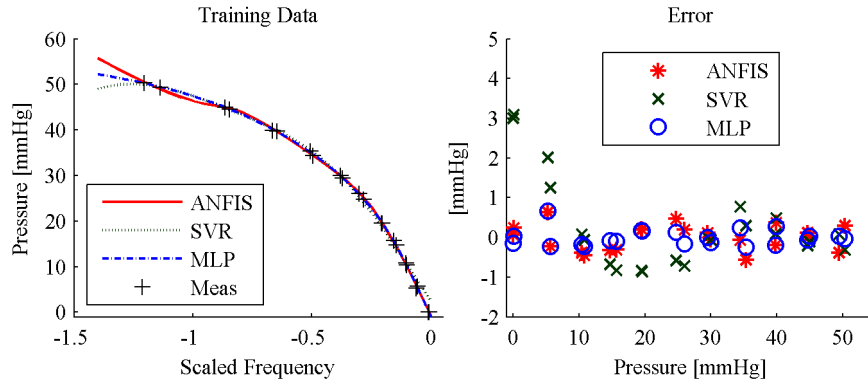 Training Data
Pressure [mmHg]
60
50
40
30
20
10
0
-1.5
-1
-0.5
0
Scaled Frequency
ANFIS
SVR
MLP
Meas
Error
[mmHg]
5
4
3
2
1
0
-1
-2
0
10
20
30
40
50
Pressure [mmHg]
ANFIS
SVR
MLP